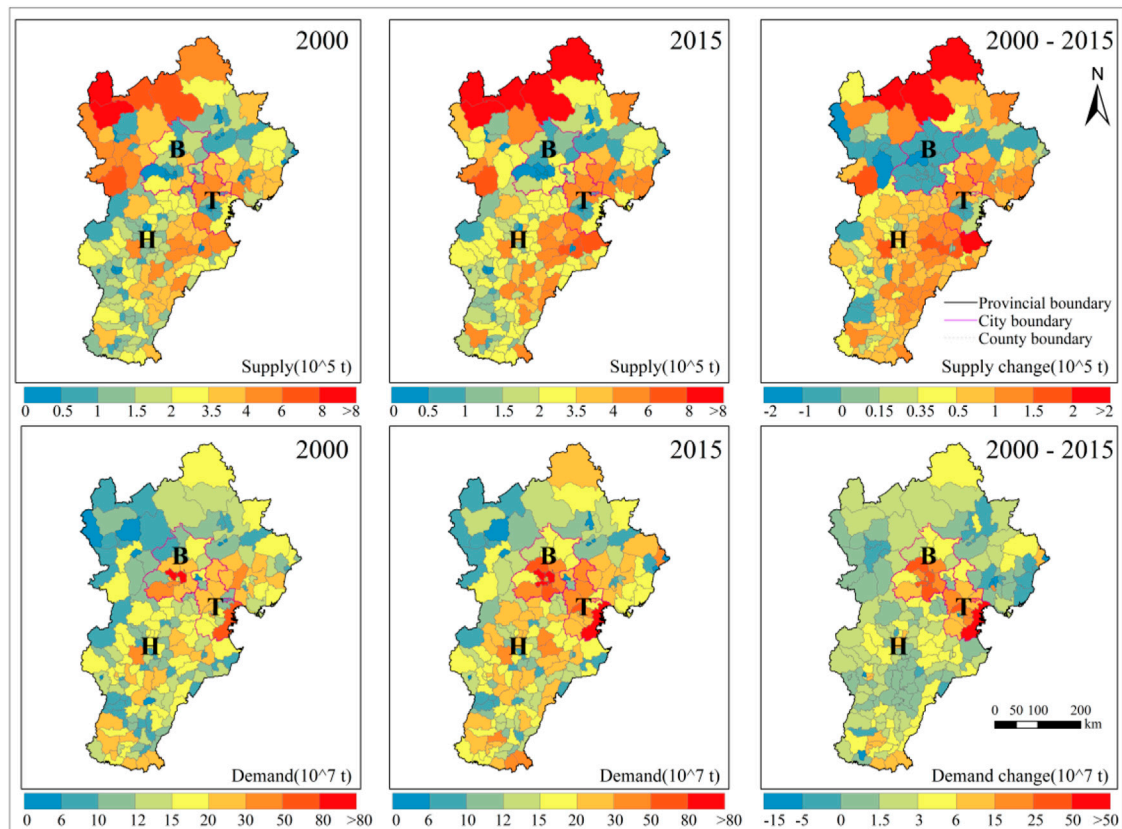 2000
B
T
H
Supply(10^5 t)
0 0.5 1 1.5 2 3.5 4 6 8 >8
2015
B
T
H
Supply(10^5 t)
0 0.5 1 1.5 2 3.5 4 6 8 >8
2000 - 2015
N
B
T
H
Provincial boundary
City boundary
County boundary
Supply change(10^5 t)
-2 -1 0 0.15 0.35 0.5 1 1.5 2 >2
2000
B
T
H
Demand(10^7 t)
0 6 10 12 15 20 30 50 80 >80
2015
B
T
H
Demand(10^7 t)
0 6 10 12 15 20 30 50 80 >80
2000 - 2015
B
T
H
0 50 100 200
km
Demand change(10^7 t)
-15 -5 0 1 1.5 3 6 15 25 50 >50